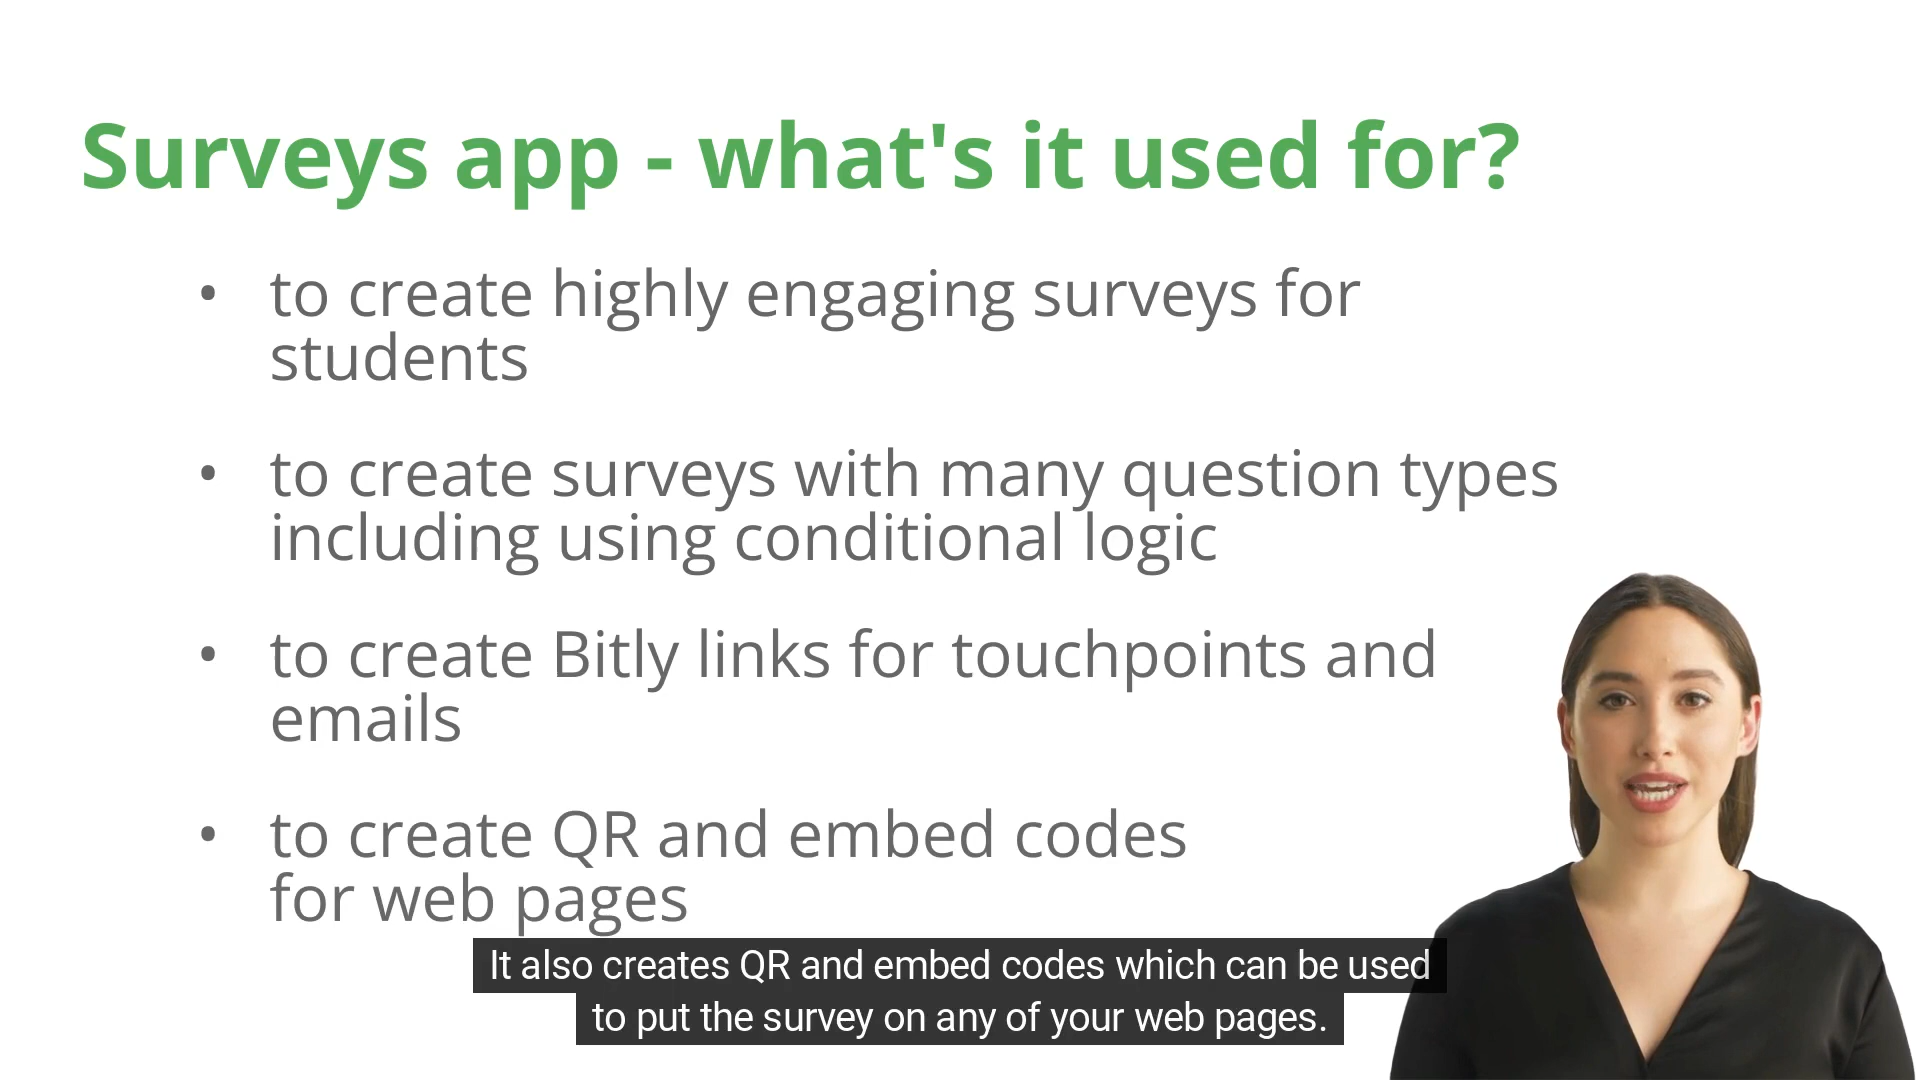 Surveys app - what's it used for?
• to create highly engaging surveys for
students
• to create surveys with many question types
including using conditional logic
• to create Bitly links for touchpoints and
emails
• to create QR and embed codes
for web pages
It also creates QR and embed codes which can be used
to put the survey on any of your web pages.